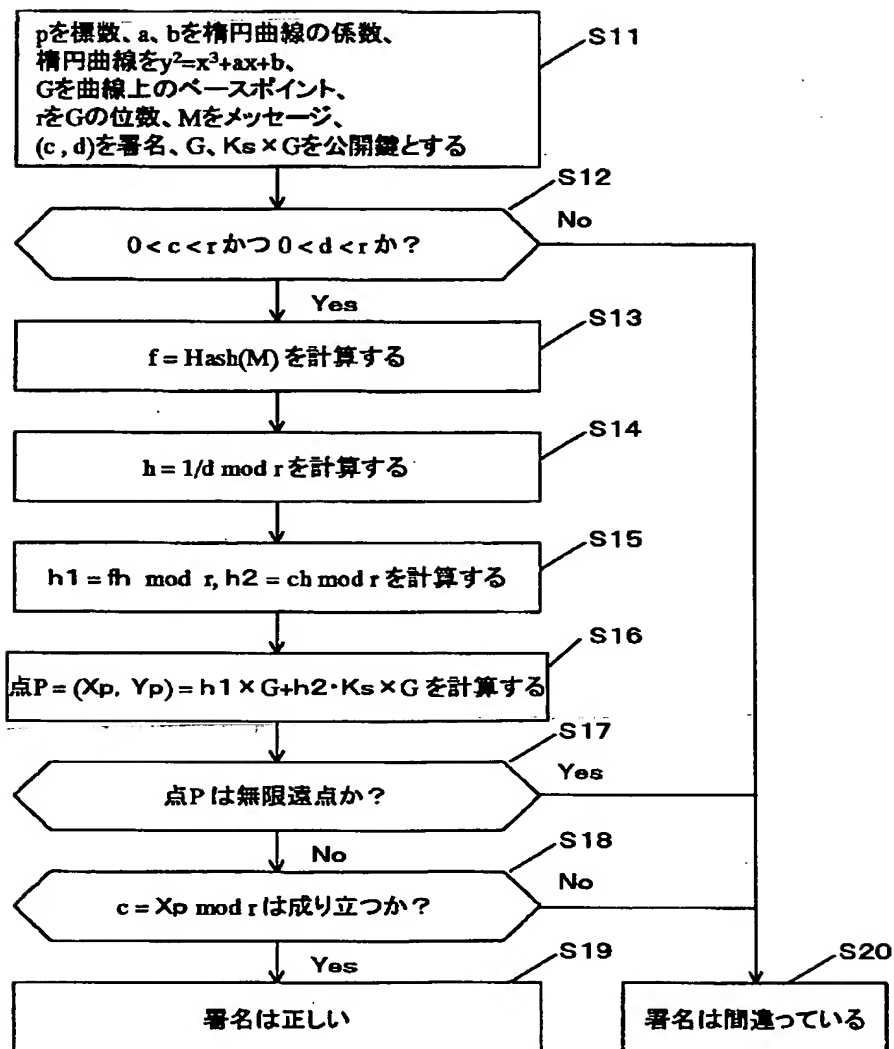 pを標数、a、bを楕円曲線の係数、
楕円曲線をy²=x³+ax+b、
Gを曲線上のベースポイント、
rをGの位数、Mをメッセージ、
(c , d)を署名、G、Ks×Gを公開鍵とする
S11
S12
0 < c < r かつ 0 < d < r か？
No
Yes
S13
f = Hash(M) を計算する
S14
h = 1/d mod r を計算する
S15
h1 = fh mod r, h2 = ch mod r を計算する
S16
点P = (Xp, Yp) = h1×G+h2・Ks×G を計算する
S17
点P は無限遠点か？
Yes
No
S18
c = Xp mod r は成り立つか？
No
Yes
S19
署名は正しい
S20
署名は間違っている